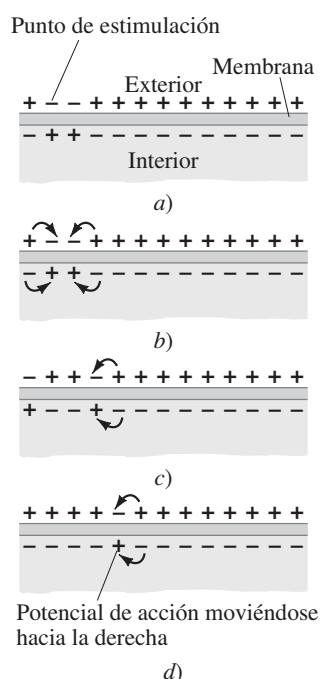 Punto de estimulación
Exterior
Membrana
+ – – + + + + + + + + + +
– + + – – – – – – – – – –
Interior
a)
+ – – + + + + + + + + + +
– + + – – – – – – – – – –
b)
– + + – + + + + + + + + +
+ – – + – – – – – – – – –
c)
+ + + + – + + + + + + + +
– – – – + – – – – – – – –
Potencial de acción moviéndose
hacia la derecha
d)